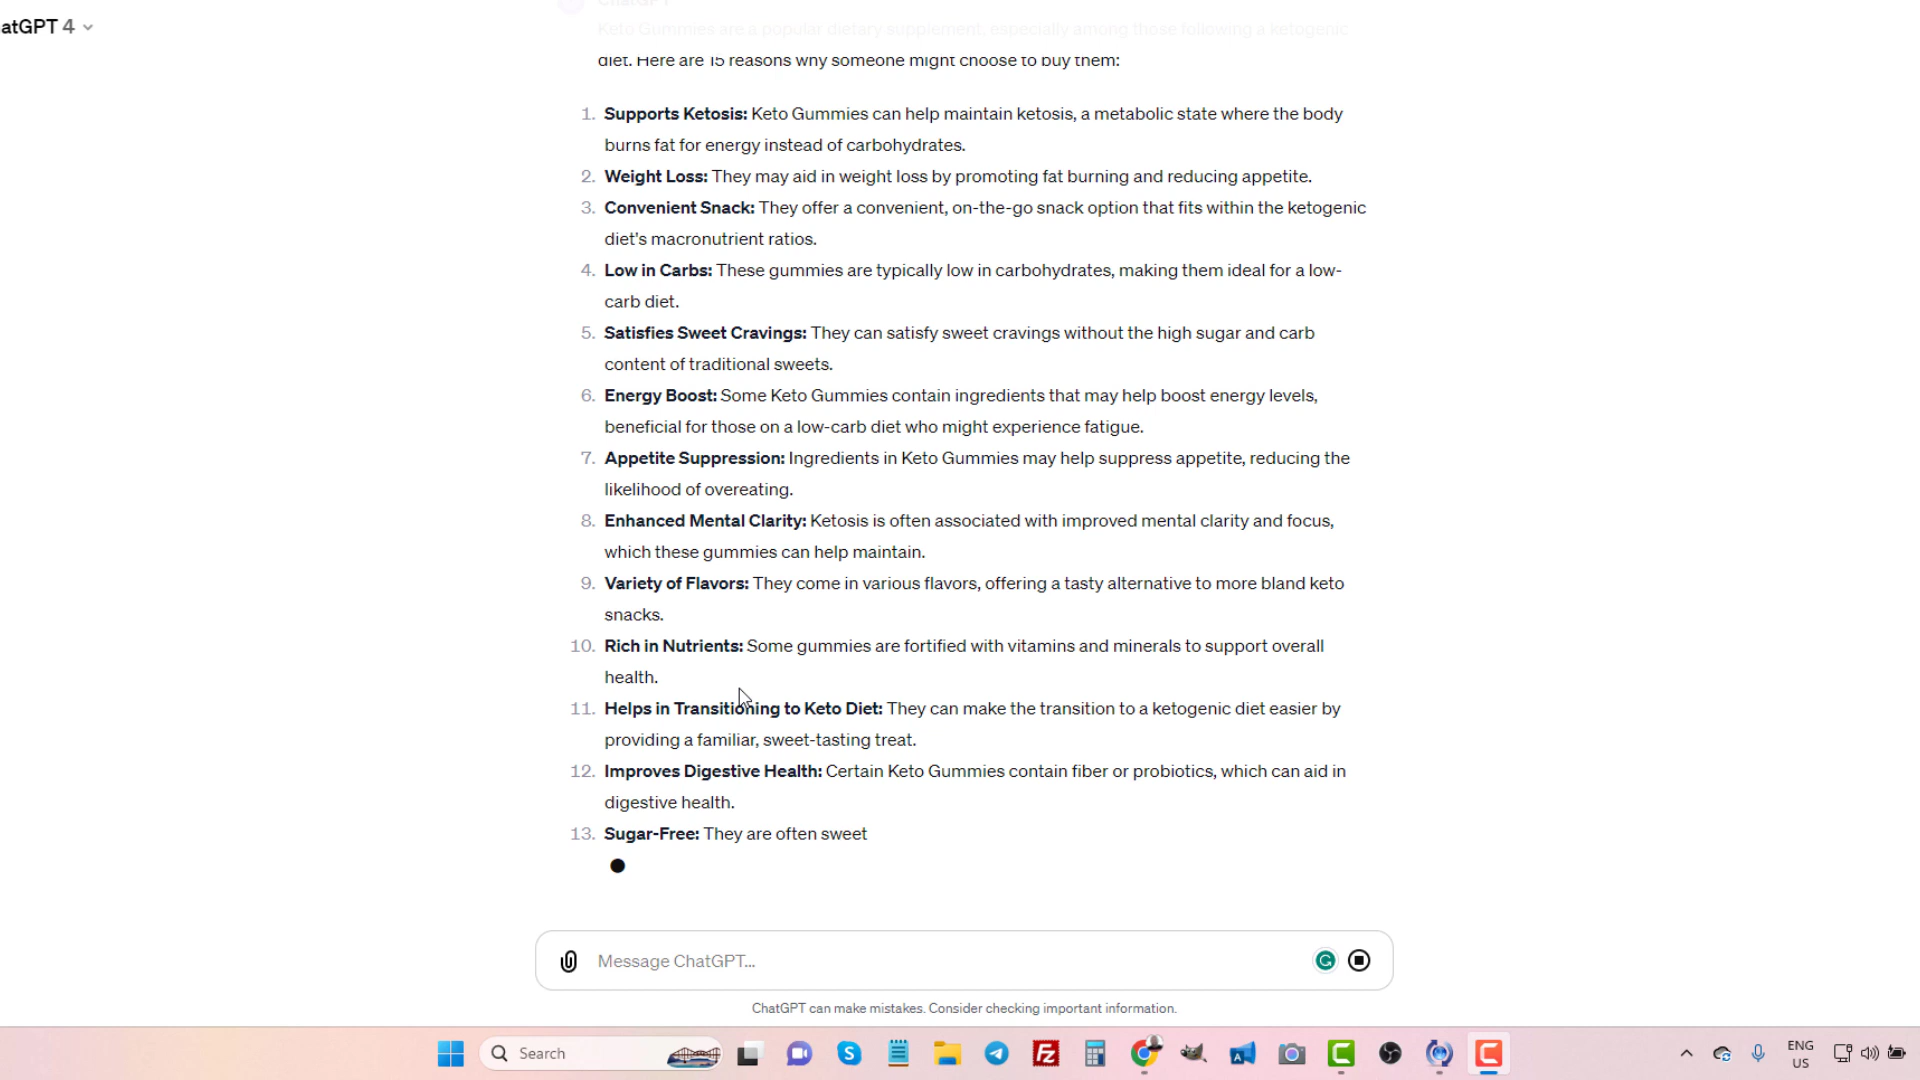 atGPT 4
ChatGPT
Keto Gummies are a popular dietary supplement, especially among those following a ketogenic
diet. Here are 15 reasons why someone might choose to buy them:
1. Supports Ketosis: Keto Gummies can help maintain ketosis, a metabolic state where the body
burns fat for energy instead of carbohydrates.
2. Weight Loss: They may aid in weight loss by promoting fat burning and reducing appetite.
3. Convenient Snack: They offer a convenient, on-the-go snack option that fits within the ketogenic
diet's macronutrient ratios.
4. Low in Carbs: These gummies are typically low in carbohydrates, making them ideal for a low-
carb diet.
5. Satisfies Sweet Cravings: They can satisfy sweet cravings without the high sugar and carb
content of traditional sweets.
6. Energy Boost: Some Keto Gummies contain ingredients that may help boost energy levels,
beneficial for those on a low-carb diet who might experience fatigue.
7. Appetite Suppression: Ingredients in Keto Gummies may help suppress appetite, reducing the
likelihood of overeating.
8. Enhanced Mental Clarity: Ketosis is often associated with improved mental clarity and focus,
which these gummies can help maintain.
9. Variety of Flavors: They come in various flavors, offering a tasty alternative to more bland keto
snacks.
10. Rich in Nutrients: Some gummies are fortified with vitamins and minerals to support overall
health.
11. Helps in Transitioning to Keto Diet: They can make the transition to a ketogenic diet easier by
providing a familiar, sweet-tasting treat.
12. Improves Digestive Health: Certain Keto Gummies contain fiber or probiotics, which can aid in
digestive health.
13. Sugar-Free: They are often sweet
Message ChatGPT...
ChatGPT can make mistakes. Consider checking important information.
Search
ENG
US